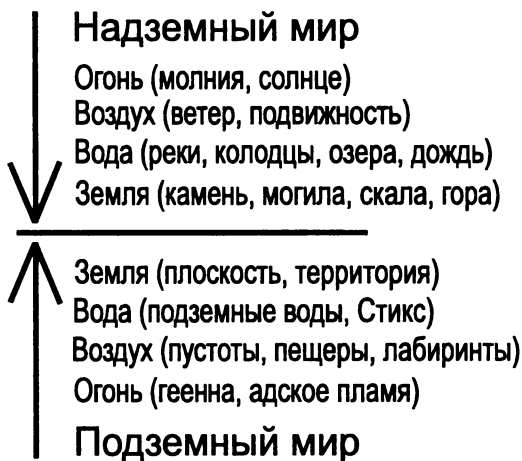 Надземный мир
Огонь (молния, солнце)
Воздух (ветер, подвижность)
Вода (реки, колодцы, озера, дождь)
Земля (камень, могила, скала, гора)
Земля (плоскость, территория)
Вода (подземные воды, Стикс)
Воздух (пустоты, пещеры, лабиринты)
Огонь (геенна, адское пламя)
Подземный мир